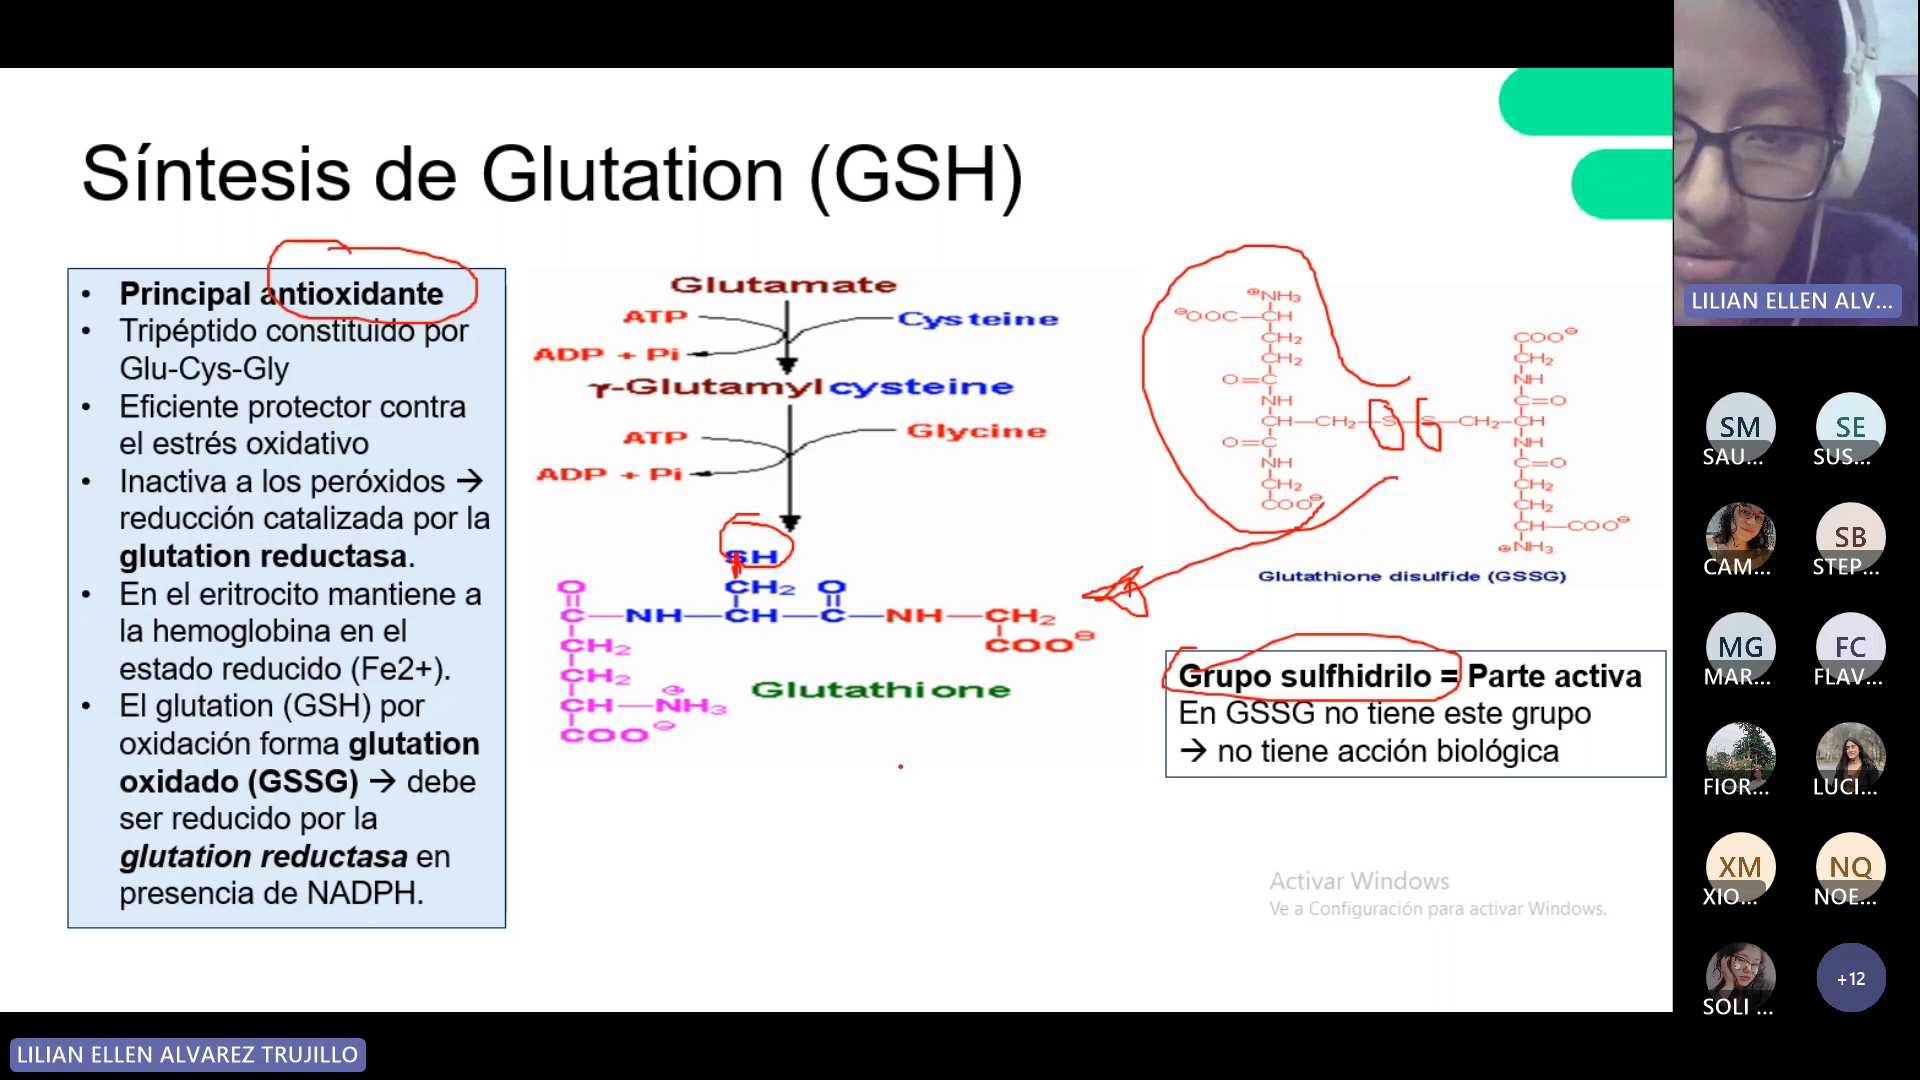 Síntesis de Glutation (GSH)
• Principal antioxidante
• Tripéptido constituido por
Glu-Cys-Gly
• Eficiente protector contra
el estrés oxidativo
• Inactiva a los peróxidos →
reducción catalizada por la
glutation reductasa.
• En el eritrocito mantiene a
la hemoglobina en el
estado reducido (Fe2+).
• El glutation (GSH) por
oxidación forma glutation
oxidado (GSSG) → debe
ser reducido por la
glutation reductasa en
presencia de NADPH.
Glutamate
ATP
Cysteine
ADP + Pi
γ-Glutamylcysteine
ATP
Glycine
ADP + Pi
SH
O CH₂ O
C—NH—CH—C—NH—CH₂
CH₂ COO⊖
CH₂
CH—NH₃⊕
COO⊖
Glutathione
⊕NH₃
⊖OOC—CH
CH₂
CH₂
O=C
NH
CH—CH₂—S—S—CH₂—CH
O=C
NH
CH₂
COO⊖
COO⊖
CH₂
NH
C=O
NH
C=O
CH₂
CH₂
CH—COO⊖
⊕NH₃
Glutathione disulfide (GSSG)
Grupo sulfhidrilo = Parte activa
En GSSG no tiene este grupo
→ no tiene acción biológica
Activar Windows
Ve a Configuración para activar Windows.
LILIAN ELLEN ALV...
SM
SAU...
SE
SUS...
CAM...
SB
STEP...
MG
MAR...
FC
FLAV...
FIOR...
LUCI...
XM
XIO...
NQ
NOE...
SOLI ...
+12
LILIAN ELLEN ALVAREZ TRUJILLO